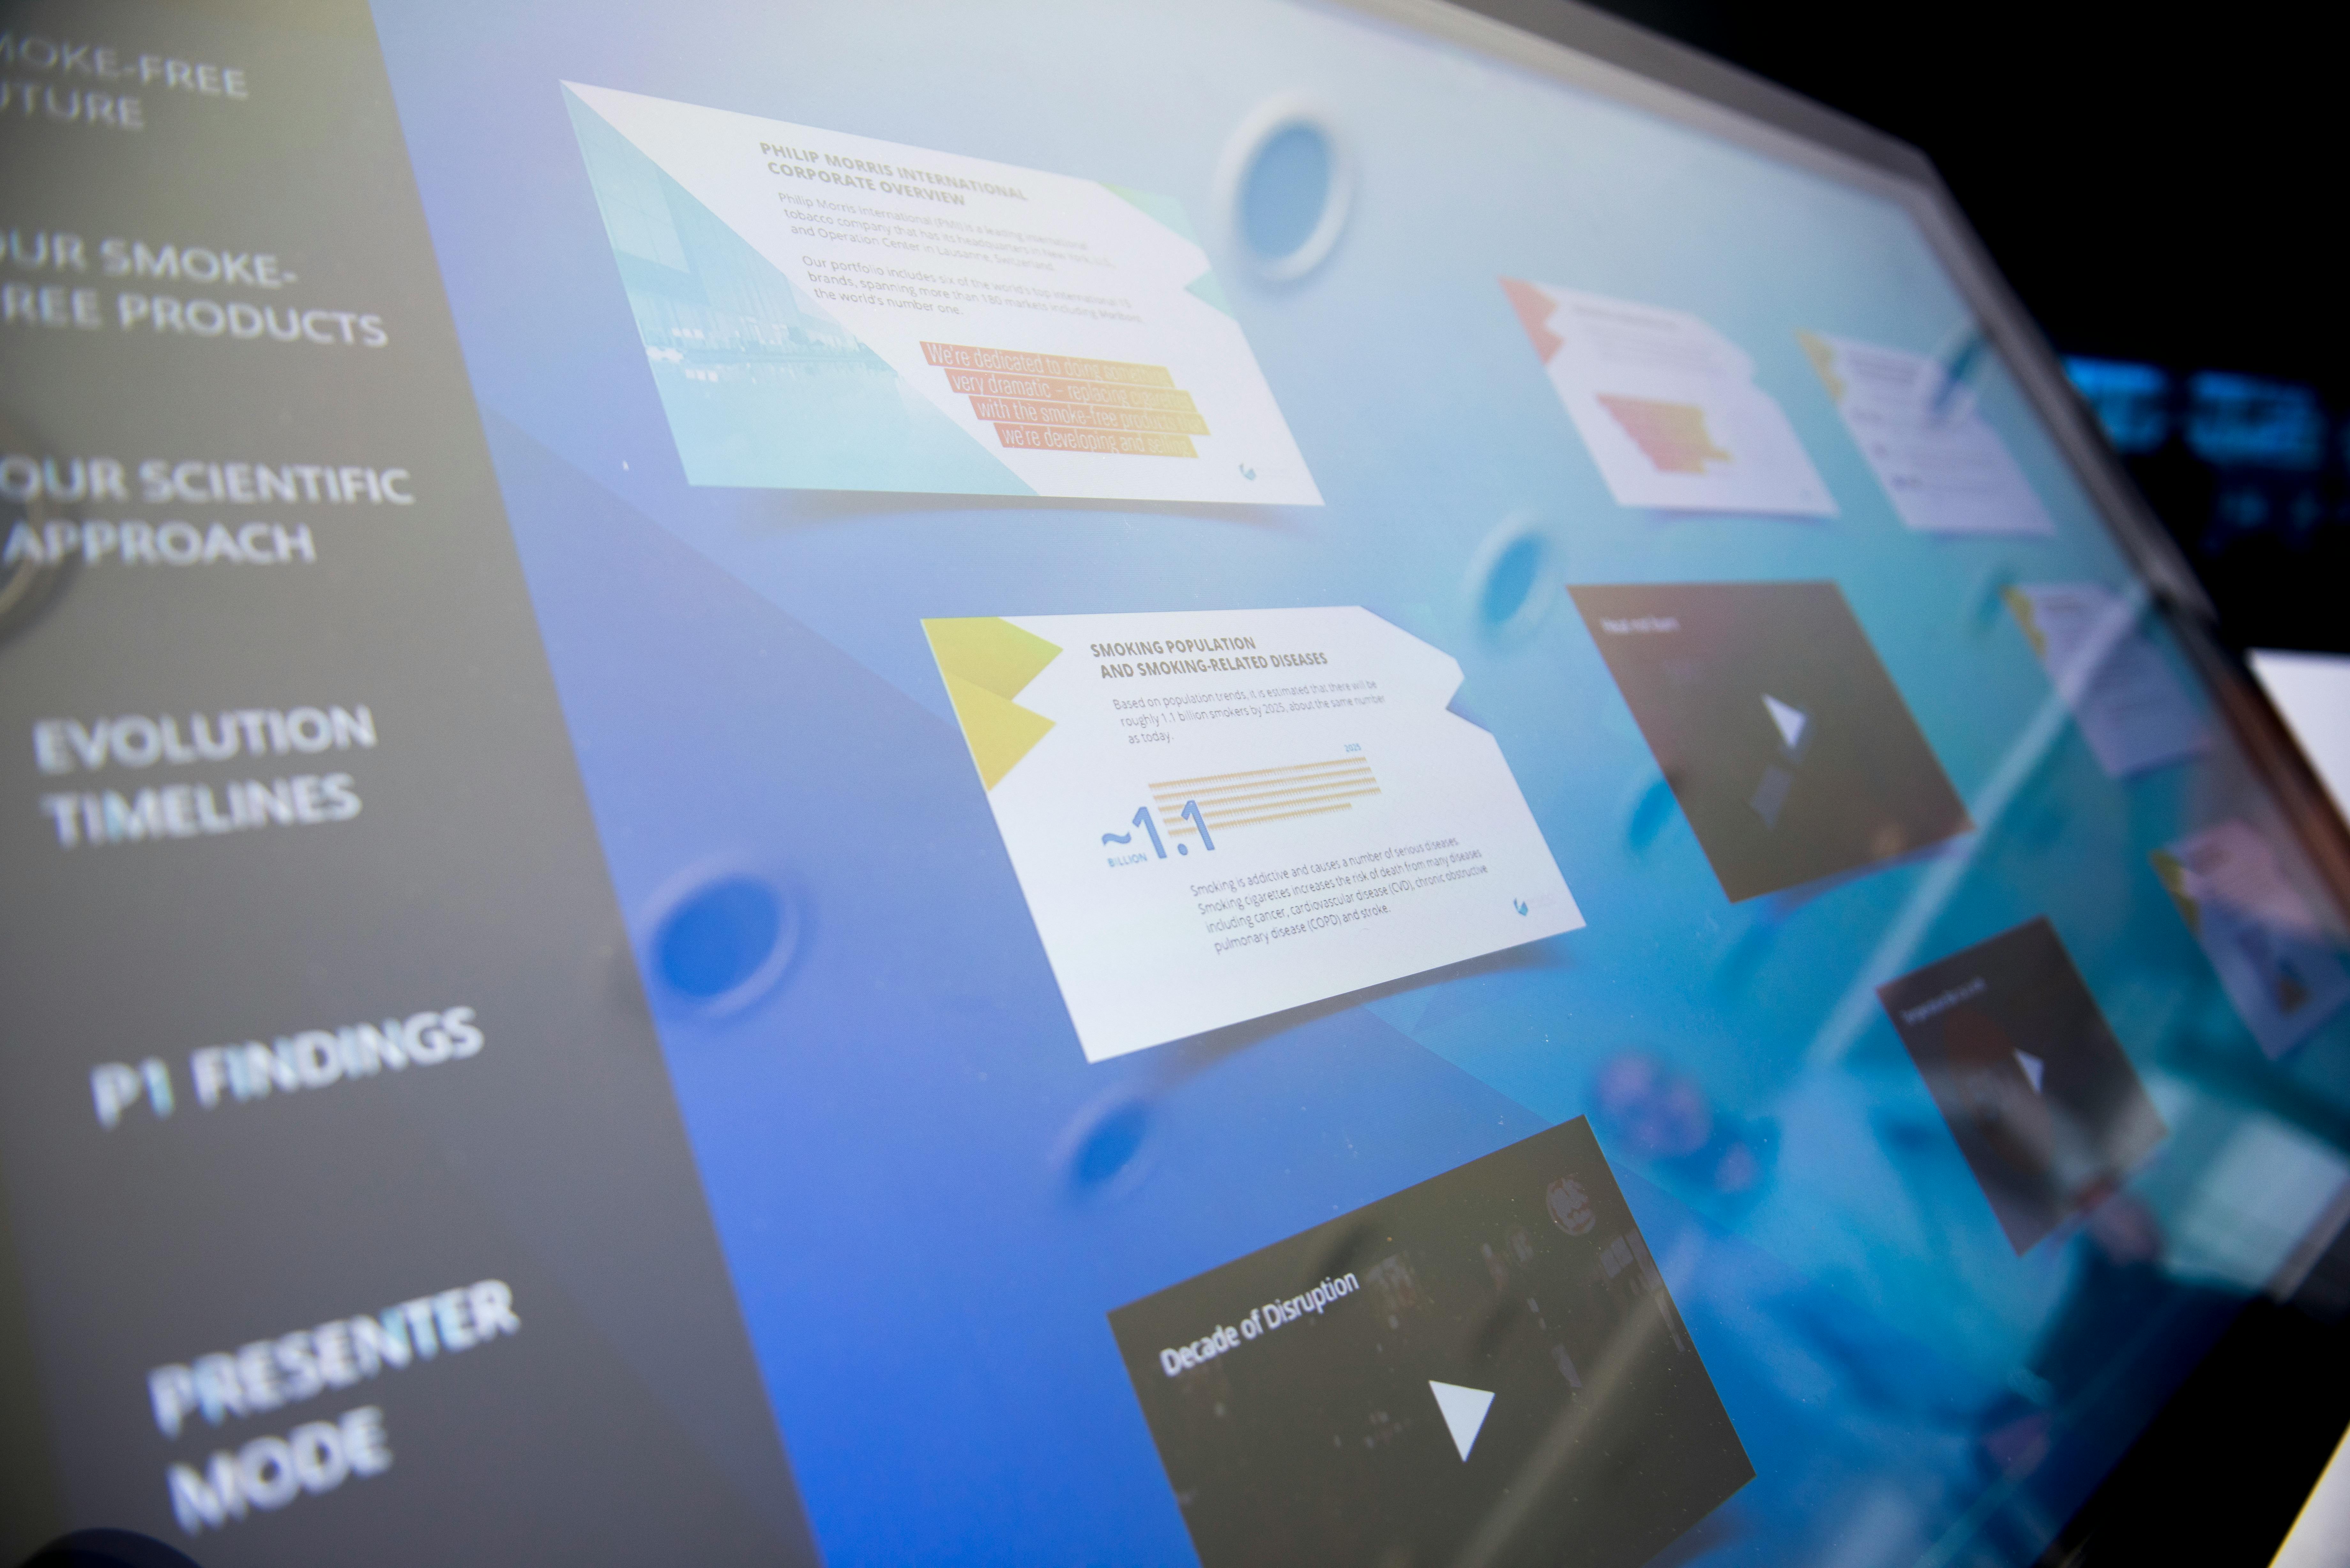 MOKE-FREE
UTURE
OUR SMOKE-
REE PRODUCTS
OUR SCIENTIFIC
APPROACH
EVOLUTION
TIMELINES
P1 FINDINGS
PRESENTER
MODE
PHILIP MORRIS INTERNATIONAL
CORPORATE OVERVIEW
Philip Morris International (PMI) is a leading international
tobacco company that has its headquarters in New York,
and Operation Center in Lausanne, Switzerland.
Our portfolio includes six of the world's top international 15
brands, spanning more than 180 markets including Marlboro
the world's number one.
We're dedicated to doing something
very dramatic – replacing cigarettes
with the smoke-free products
we're developing and selling.
SMOKING POPULATION
AND SMOKING-RELATED DISEASES
Based on population trends, it is estimated that there will be
roughly 1.1 billion smokers by 2025, about the same number
as today.
2025
~1.1
BILLION
Smoking is addictive and causes a number of serious diseases.
Smoking cigarettes increases the risk of death from many diseases
including cancer, cardiovascular disease (CVD), chronic obstructive
pulmonary disease (COPD) and stroke.
Decade of Disruption